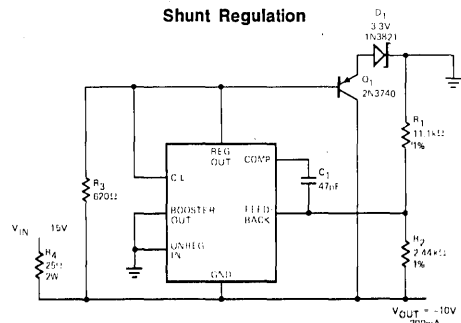 Shunt Regulation
D1
3.3V
1N3821
Q1
2N3740
R1
11.1kΩ
1%
REG
OUT
COMP
C1
47pF
C.L.
R3
620Ω
BOOSTER
OUT
FEED-
BACK
VIN 15V
UNREG
IN
R4
25Ω
2W
R2
2.44kΩ
1%
GND
VOUT = -10V